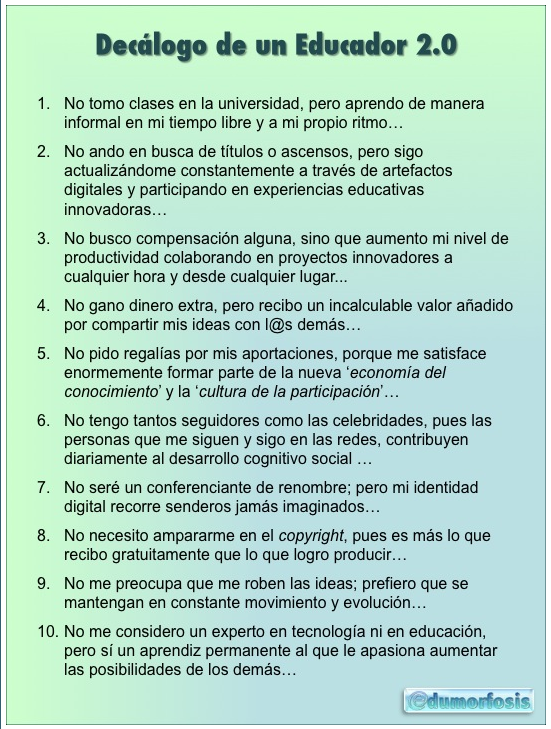 Decálogo de un Educador 2.0
1. No tomo clases en la universidad, pero aprendo de manera
informal en mi tiempo libre y a mi propio ritmo…
2. No ando en busca de títulos o ascensos, pero sigo
actualizándome constantemente a través de artefactos
digitales y participando en experiencias educativas
innovadoras…
3. No busco compensación alguna, sino que aumento mi nivel de
productividad colaborando en proyectos innovadores a
cualquier hora y desde cualquier lugar...
4. No gano dinero extra, pero recibo un incalculable valor añadido
por compartir mis ideas con l@s demás…
5. No pido regalías por mis aportaciones, porque me satisface
enormemente formar parte de la nueva ‘economía del
conocimiento’ y la ‘cultura de la participación’…
6. No tengo tantos seguidores como las celebridades, pues las
personas que me siguen y sigo en las redes, contribuyen
diariamente al desarrollo cognitivo social …
7. No seré un conferenciante de renombre; pero mi identidad
digital recorre senderos jamás imaginados…
8. No necesito ampararme en el copyright, pues es más lo que
recibo gratuitamente que lo que logro producir…
9. No me preocupa que me roben las ideas; prefiero que se
mantengan en constante movimiento y evolución…
10. No me considero un experto en tecnología ni en educación,
pero sí un aprendiz permanente al que le apasiona aumentar
las posibilidades de los demás…
@dumorfosis